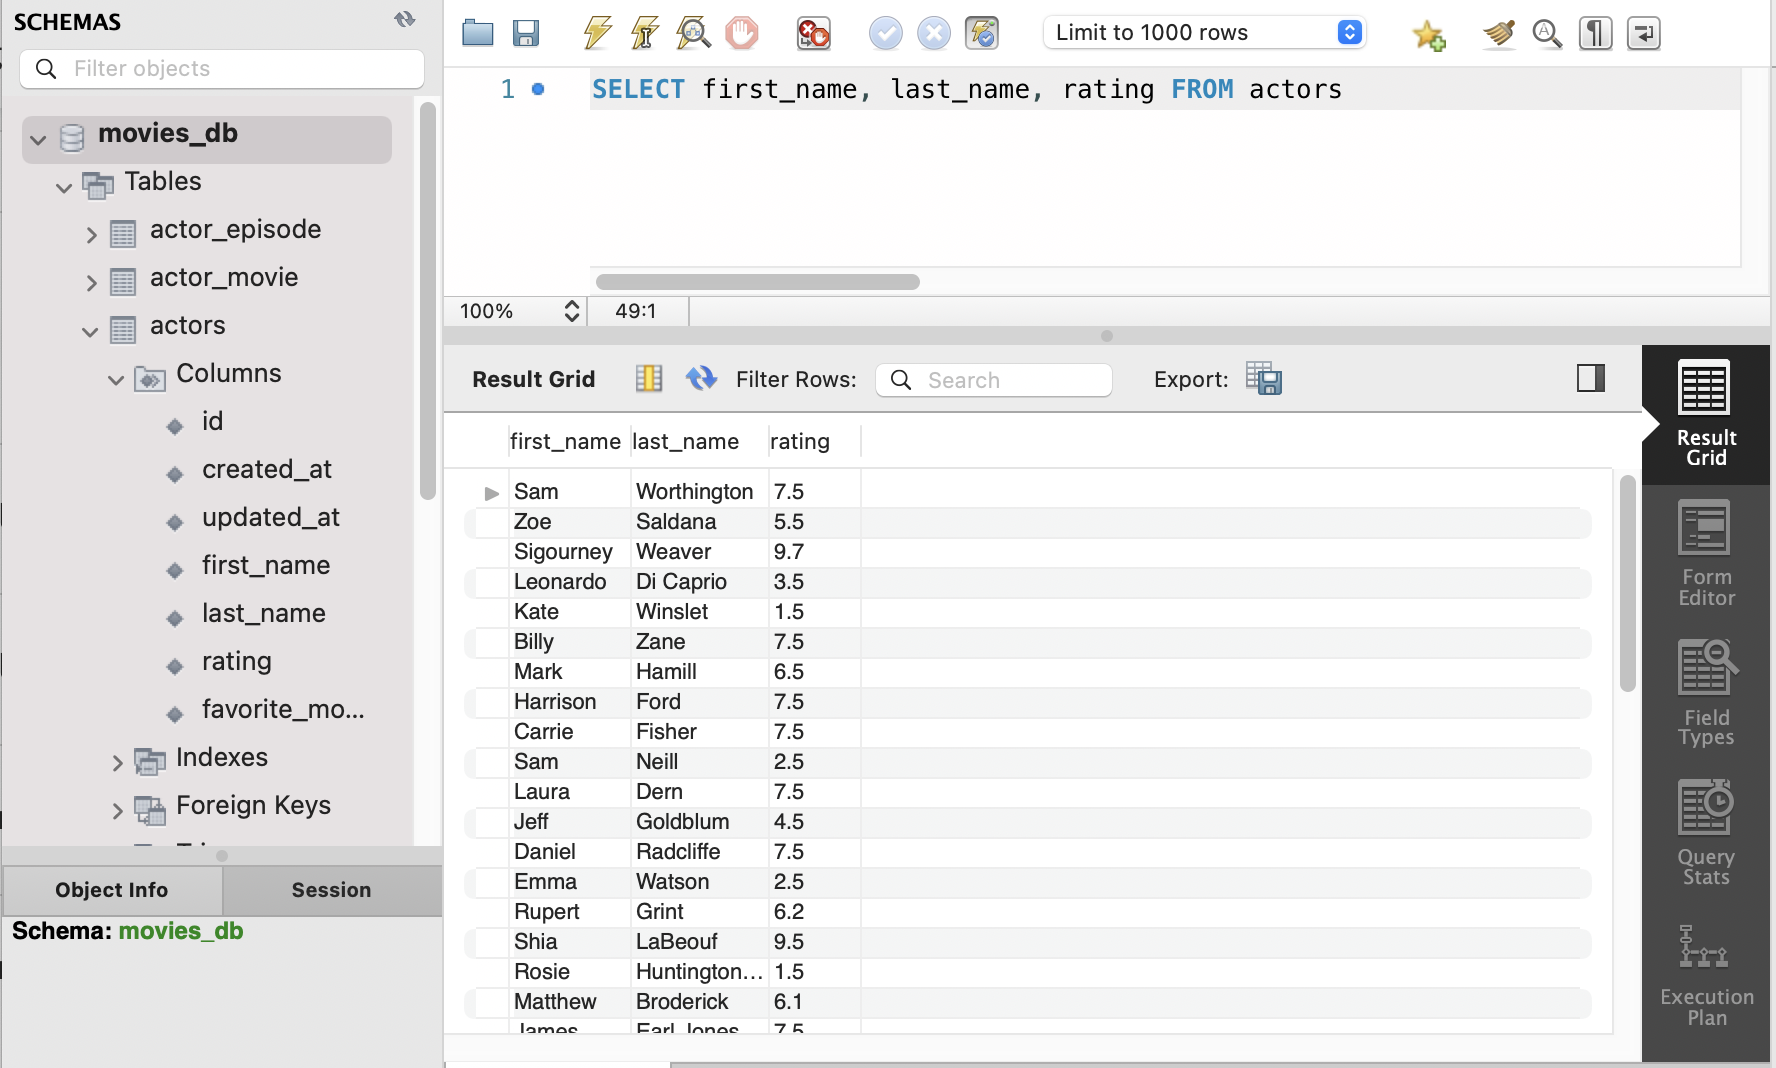 SCHEMAS
Filter objects
movies_db
Tables
actor_episode
actor_movie
actors
Columns
id
created_at
updated_at
first_name
last_name
rating
favorite_mo...
Indexes
Foreign Keys
Object Info Session
Schema: movies_db
Limit to 1000 rows
1 SELECT first_name, last_name, rating FROM actors
100% 49:1
Result Grid Filter Rows: Search Export:
first_name last_name rating
Sam Worthington 7.5
Zoe Saldana 5.5
Sigourney Weaver 9.7
Leonardo Di Caprio 3.5
Kate Winslet 1.5
Billy Zane 7.5
Mark Hamill 6.5
Harrison Ford 7.5
Carrie Fisher 7.5
Sam Neill 2.5
Laura Dern 7.5
Jeff Goldblum 4.5
Daniel Radcliffe 7.5
Emma Watson 2.5
Rupert Grint 6.2
Shia LaBeouf 9.5
Rosie Huntington... 1.5
Matthew Broderick 6.1
James Earl Jones 7.5
Result
Grid
Form
Editor
Field
Types
Query
Stats
Execution
Plan